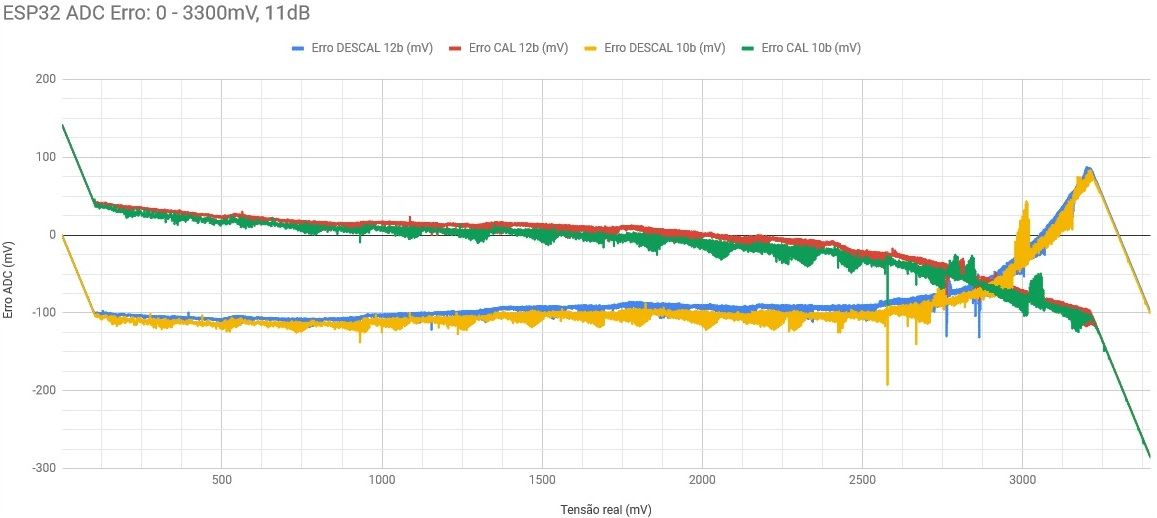 ESP32 ADC Erro: 0 - 3300mV, 11dB
Erro DESCAL 12b (mV) Erro CAL 12b (mV) Erro DESCAL 10b (mV) Erro CAL 10b (mV)
200
100
0
-100
-200
-300
Erro ADC (mV)
500 1000 1500 2000 2500 3000
Tensão real (mV)